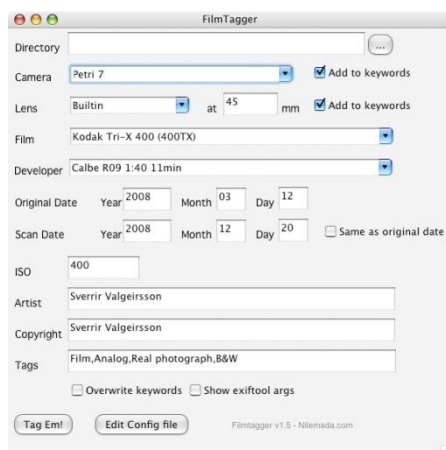 FilmTagger
Directory ...
Camera Petri 7 Add to keywords
Lens Builtin at 45 mm Add to keywords
Film Kodak Tri-X 400 (400TX)
Developer Calbe R09 1:40 11min
Original Date Year 2008 Month 03 Day 12
Scan Date Year 2008 Month 12 Day 20 Same as original date
ISO 400
Artist Sverrir Valgeirsson
Copyright Sverrir Valgeirsson
Tags Film,Analog,Real photograph,B&W
Overwrite keywords Show exiftool args
Tag Em! Edit Config file Filmtagger v1.5 - Nilemada.com